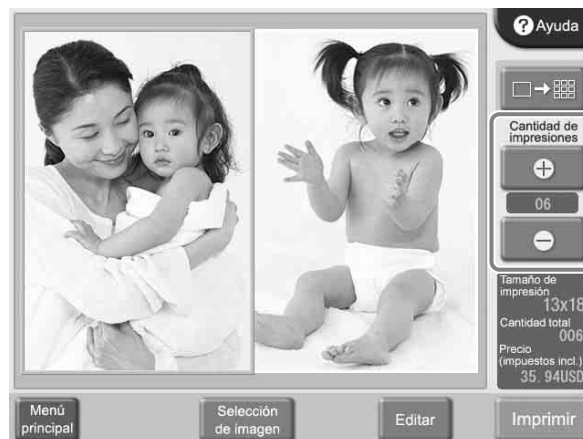 ? Ayuda
Cantidad de
impresiones
06
Tamaño de
impresión
13x18
Cantidad total
006
Precio
(impuestos incl.)
35.94USD
Menú
principal
Selección
de imagen
Editar
Imprimir